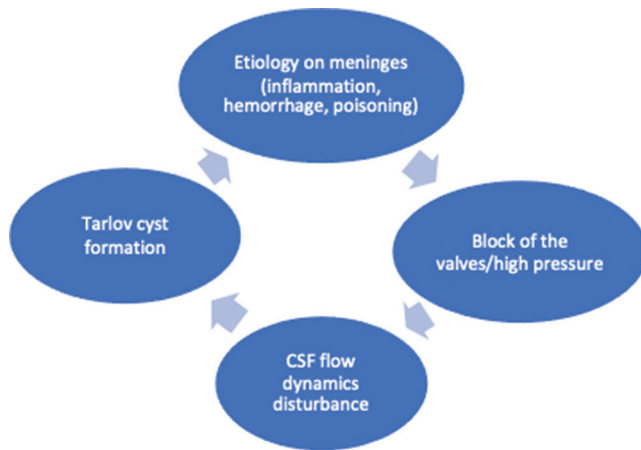 Etiology on meninges
(inflammation,
hemorrhage, poisoning)
Block of the
valves/high pressure
CSF flow
dynamics
disturbance
Tarlov cyst
formation